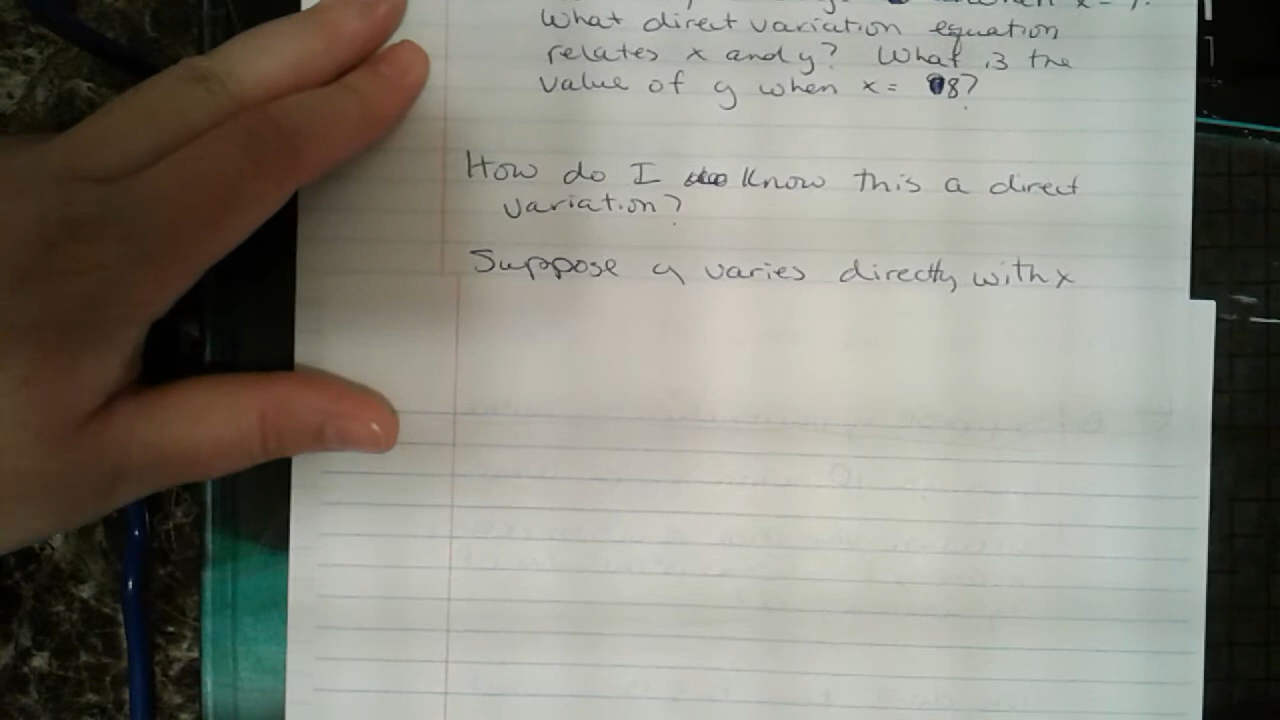 What direct variation equation
relates x and y? What is the
value of y when x = 8?
How do I know this a direct
variation?
Suppose y varies directly with x